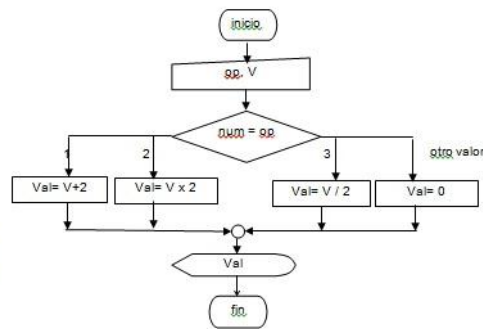 inicio
op, V
num = op
1
2
3
otro valor
Val= V+2
Val= V x 2
Val= V / 2
Val= 0
Val
fin